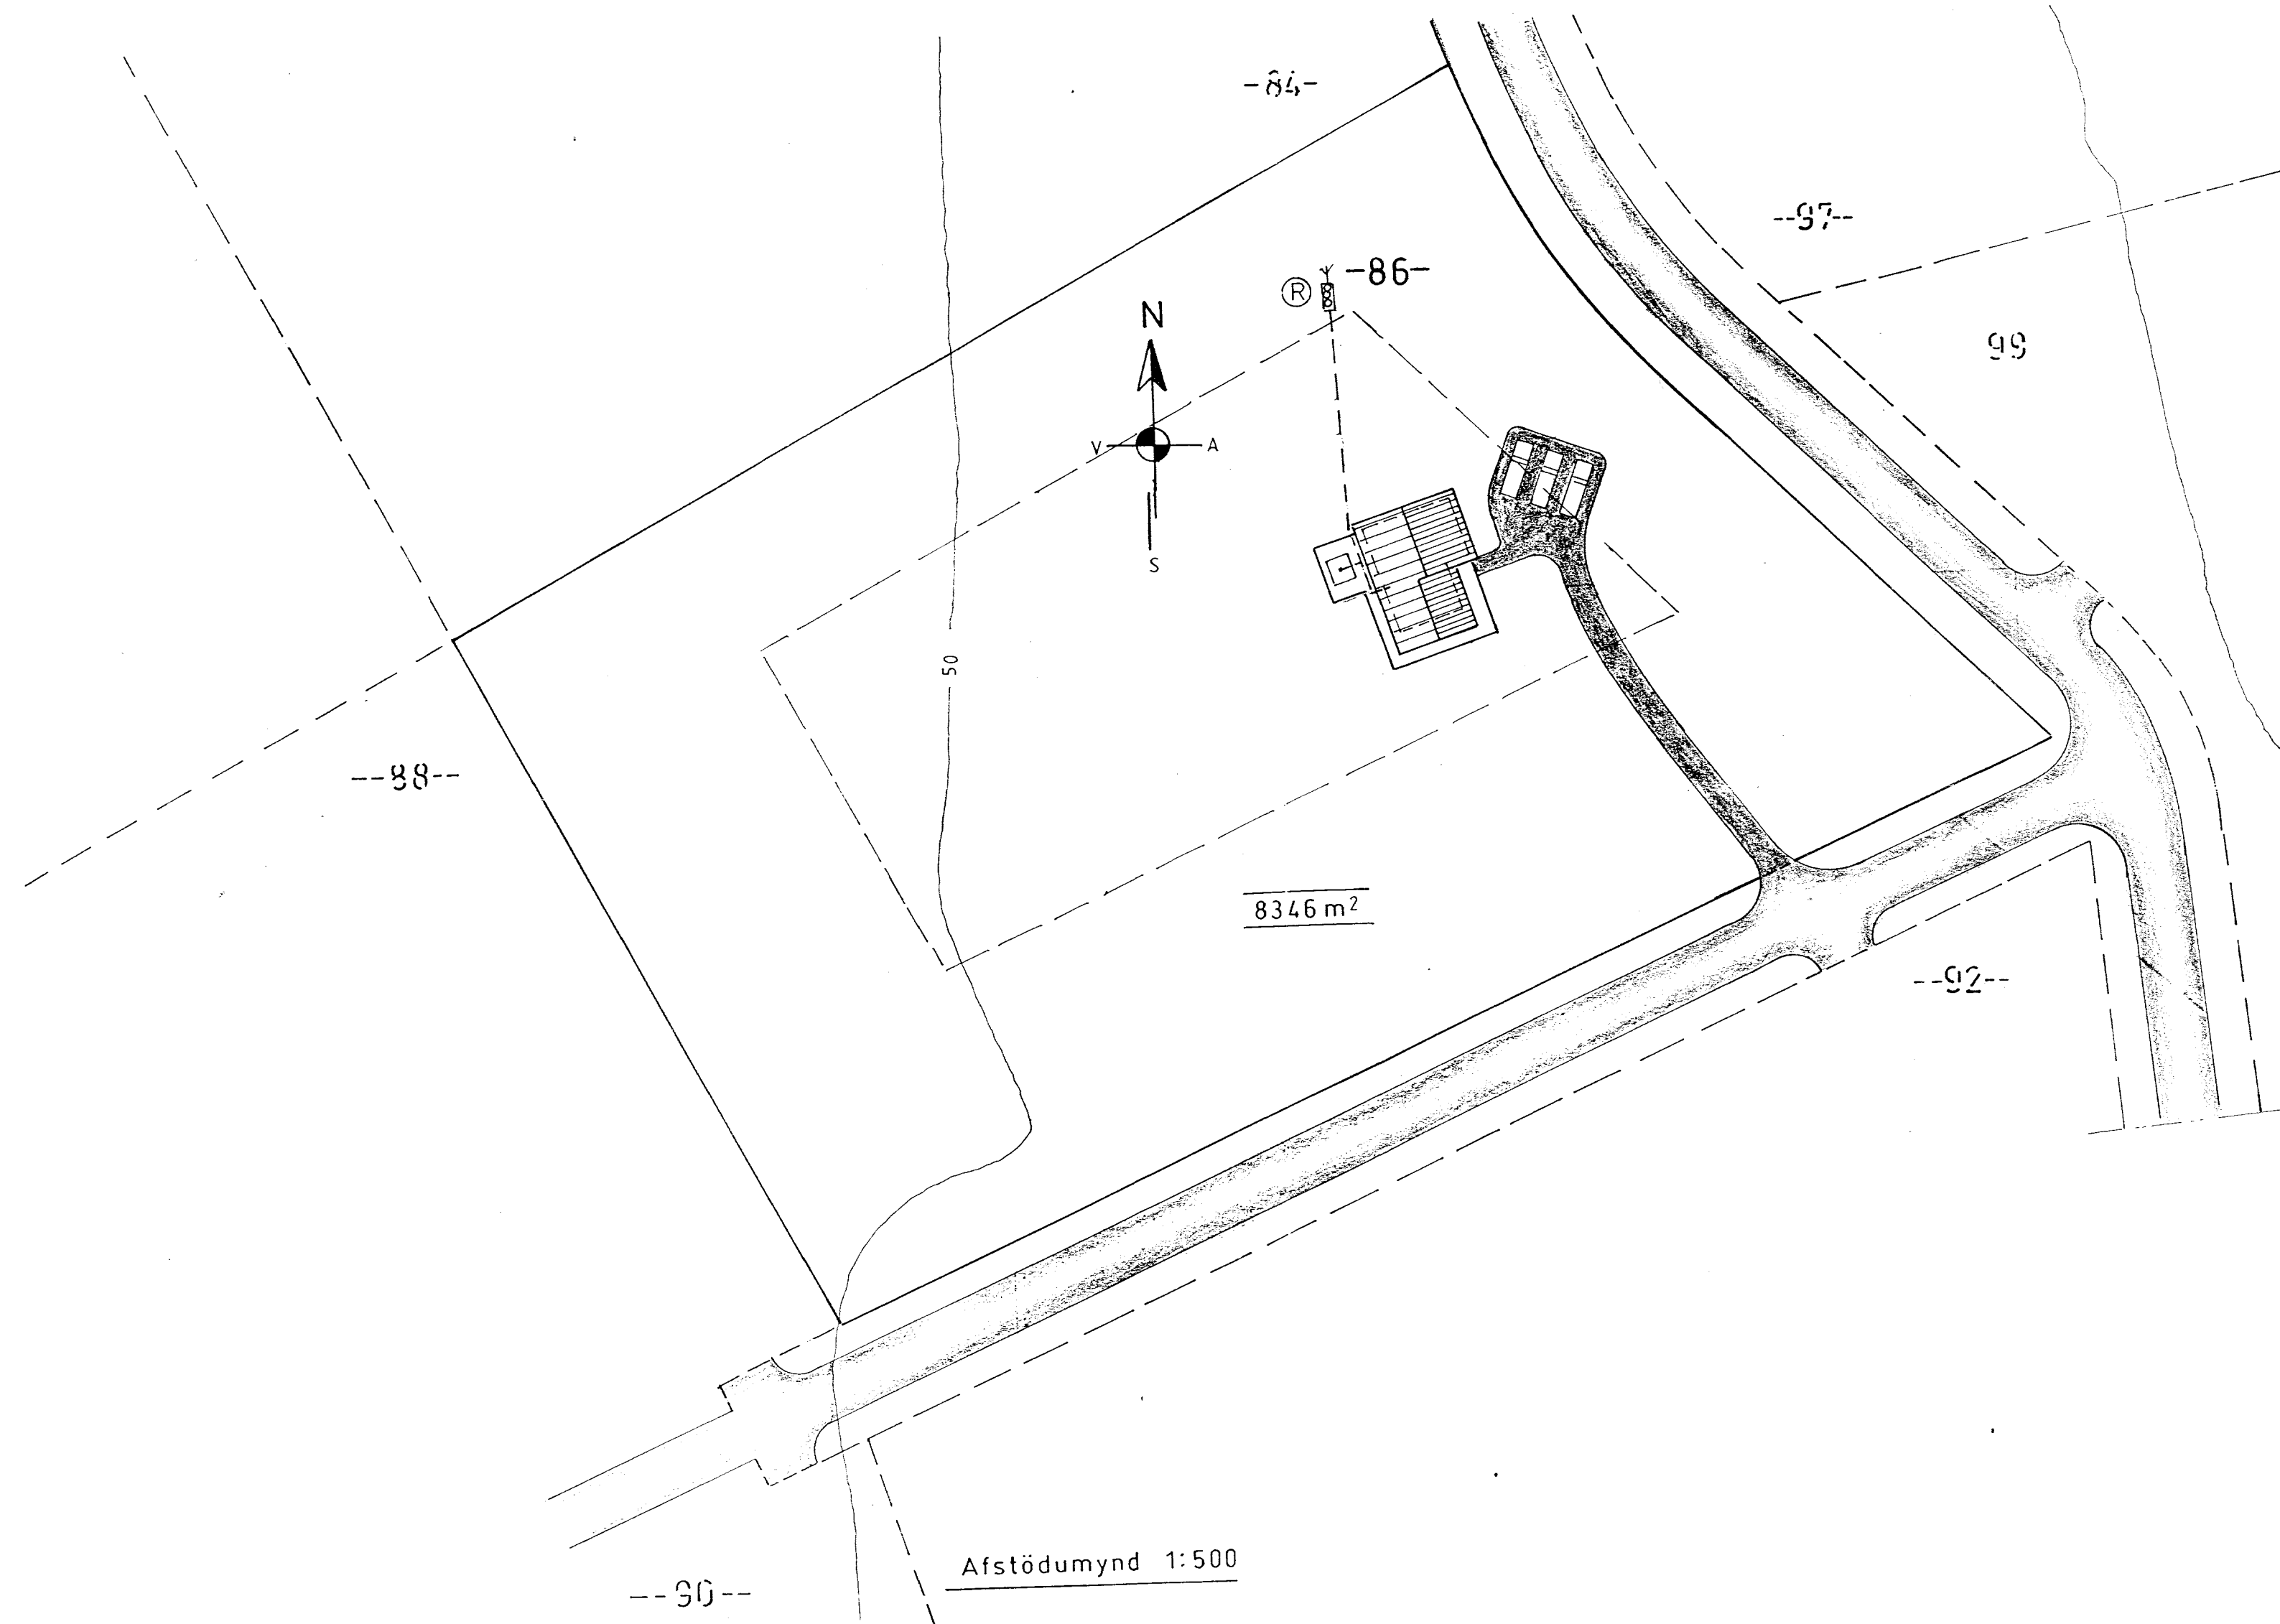 -84-
--97-
-86-
R
N
99
V
A
S
50
--88--
8346 m²
--92--
Afstödumynd 1:500
--90--